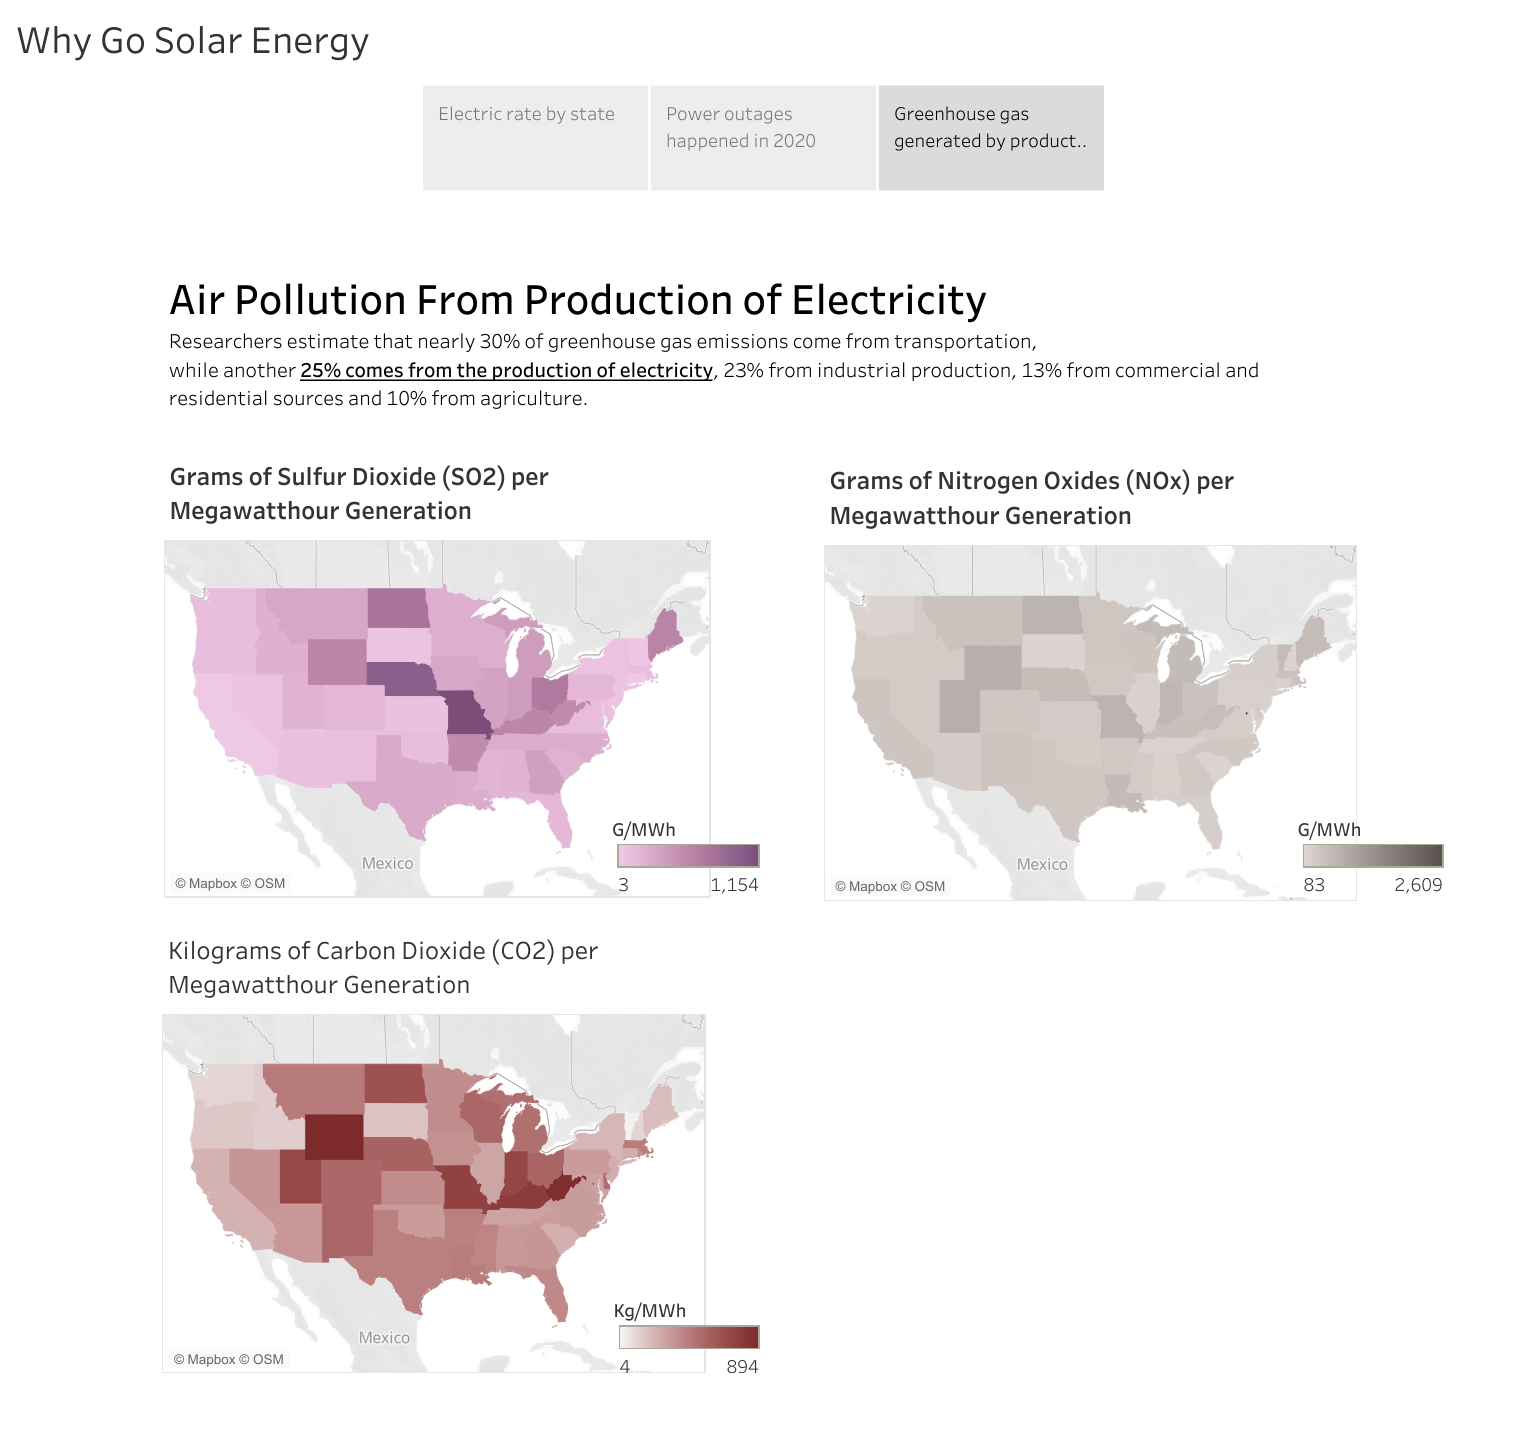 Why Go Solar Energy
Electric rate by state
Power outages
happened in 2020
Greenhouse gas
generated by product..
Air Pollution From Production of Electricity
Researchers estimate that nearly 30% of greenhouse gas emissions come from transportation,
while another 25% comes from the production of electricity, 23% from industrial production, 13% from commercial and
residential sources and 10% from agriculture.
Grams of Sulfur Dioxide (SO2) per
Megawatthour Generation
Mexico
© Mapbox © OSM
G/MWh
3 1,154
Grams of Nitrogen Oxides (NOx) per
Megawatthour Generation
Mexico
© Mapbox © OSM
G/MWh
83 2,609
Kilograms of Carbon Dioxide (CO2) per
Megawatthour Generation
Mexico
© Mapbox © OSM
Kg/MWh
4 894